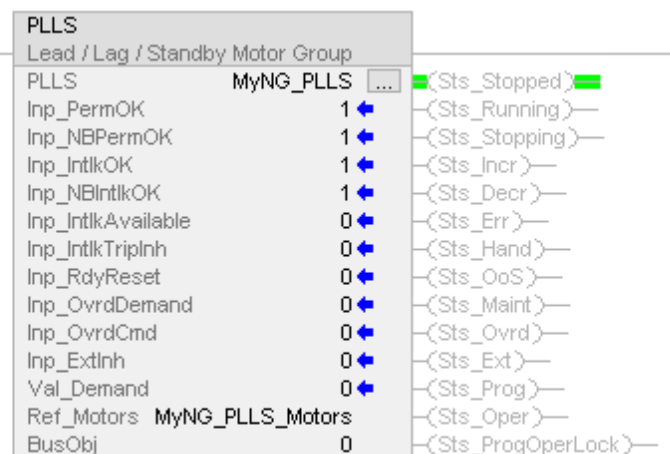 PLLS
Lead / Lag / Standby Motor Group
PLLS MyNG_PLLS ... (Sts_Stopped)
Inp_PermOK 1 (Sts_Running)
Inp_NBPermOK 1 (Sts_Stopping)
Inp_IntlkOK 1 (Sts_Incr)
Inp_NBIntlkOK 1 (Sts_Decr)
Inp_IntlkAvailable 0 (Sts_Err)
Inp_IntlkTripInh 0 (Sts_Hand)
Inp_RdyReset 0 (Sts_OoS)
Inp_OvrdDemand 0 (Sts_Maint)
Inp_OvrdCmd 0 (Sts_Ovrd)
Inp_ExtInh 0 (Sts_Ext)
Val_Demand 0 (Sts_Prog)
Ref_Motors MyNG_PLLS_Motors (Sts_Oper)
BusObj 0 (Sts_ProgOperLock)